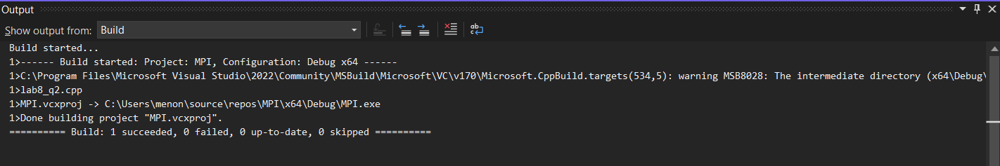 Output
Show output from: Build
Build started...
1>------ Build started: Project: MPI, Configuration: Debug x64 ------
1>C:\Program Files\Microsoft Visual Studio\2022\Community\MSBuild\Microsoft\VC\v170\Microsoft.CppBuild.targets(534,5): warning MSB8028: The intermediate directory (x64\Debug\
1>lab8_q2.cpp
1>MPI.vcxproj -> C:\Users\menon\source\repos\MPI\x64\Debug\MPI.exe
1>Done building project "MPI.vcxproj".
========== Build: 1 succeeded, 0 failed, 0 up-to-date, 0 skipped ==========